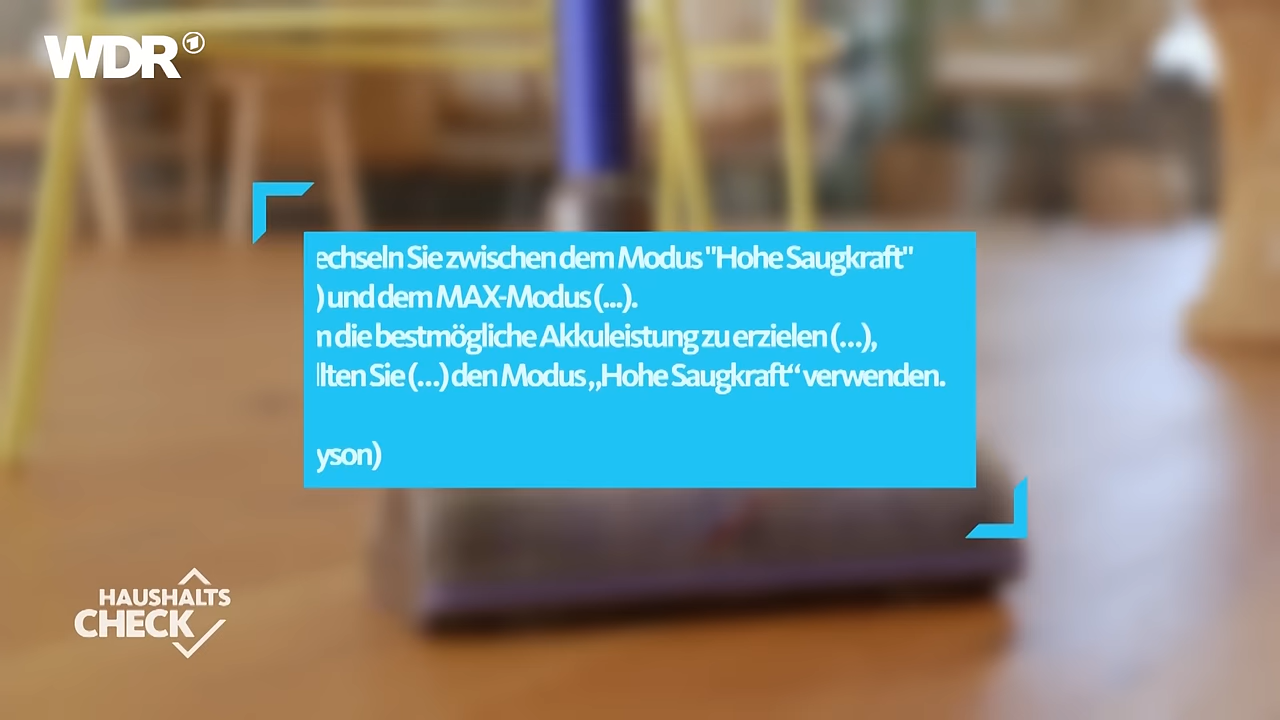 WDR
echseln Sie zwischen dem Modus "Hohe Saugkraft"
) und dem MAX-Modus (...).
n die bestmögliche Akkuleistung zu erzielen (...),
llten Sie (...) den Modus „Hohe Saugkraft“ verwenden.
yson)
HAUSHALTS
CHECK